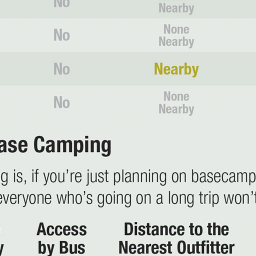 No Nearby
No None
Nearby
No Nearby
No None
Nearby
ase Camping
g is, if you're just planning on basecamp
everyone who's going on a long trip won't
Access Distance to the
y by Bus Nearest Outfitter